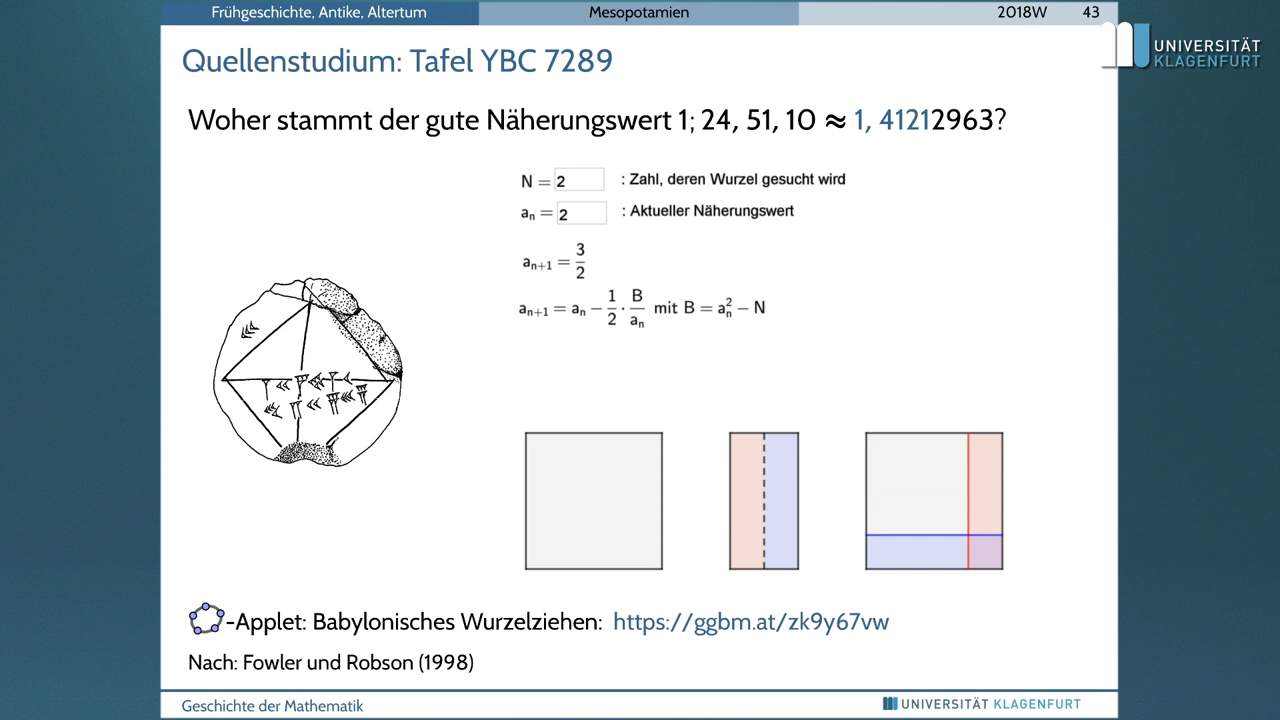 Frühgeschichte, Antike, Altertum Mesopotamien 2018W 43
UNIVERSITÄT
KLAGENFURT
Quellenstudium: Tafel YBC 7289
Woher stammt der gute Näherungswert 1; 24, 51, 10 ≈ 1, 41212963?
N = 2 : Zahl, deren Wurzel gesucht wird
aₙ = 2 : Aktueller Näherungswert
aₙ₊₁ = 3/2
aₙ₊₁ = aₙ − 1/2 · B/aₙ mit B = aₙ² − N
-Applet: Babylonisches Wurzelziehen: https://ggbm.at/zk9y67vw
Nach: Fowler und Robson (1998)
Geschichte der Mathematik UNIVERSITÄT KLAGENFURT